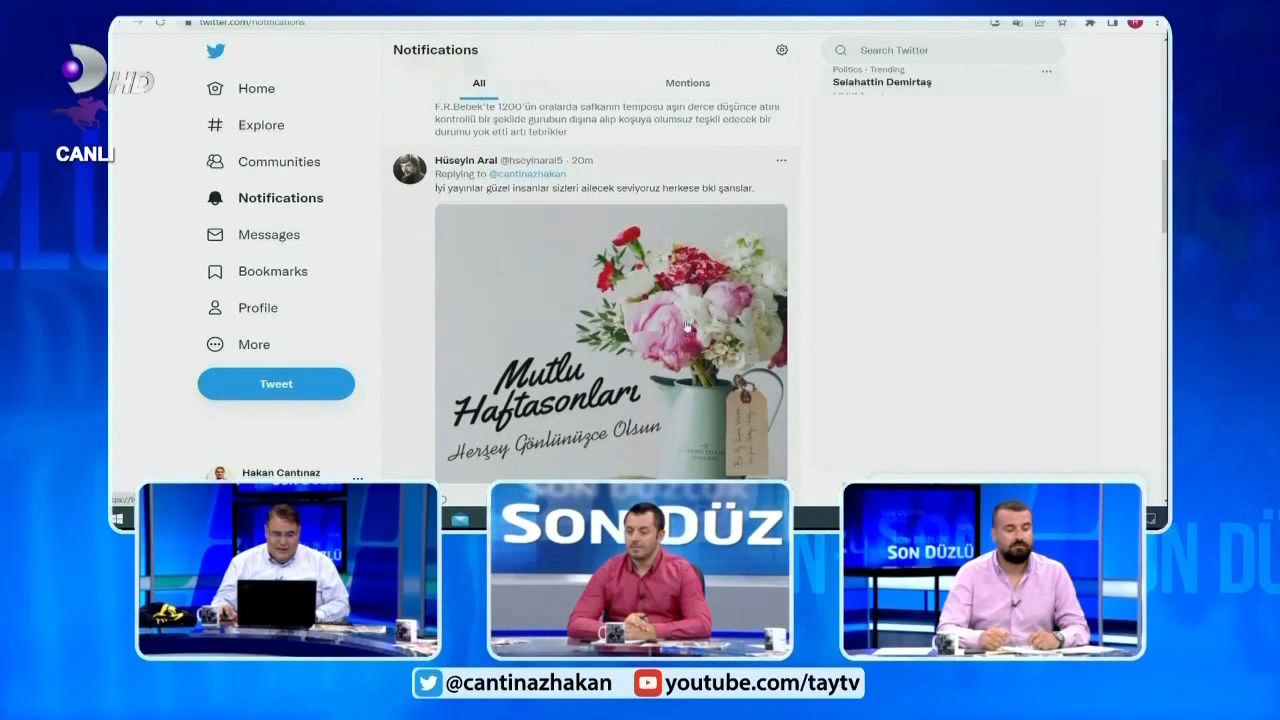 twitter.com/notifications
HD
CANLI
Home
Explore
Communities
Notifications
Messages
Bookmarks
Profile
More
Tweet
Hakan Cantınaz
Notifications
All
Mentions
F.R.Bebek'te 1200'ün oralarda safkanın temposu aşırı derce düşünce atını
kontrollü bir şekilde gurubun dışına alıp koşuya olumsuz teşkil edecek bir
durumu yok etti artı tebrikler
Hüseyin Aral @hseyinaral5 · 20m
Replying to @cantinazhakan
İyi yayınlar güzel insanlar sizleri ailecek seviyoruz herkese bkl şanslar.
Mutlu
Haftasonları
Herşey Gönlünüzce Olsun
Search Twitter
Politics · Trending
Selahattin Demirtaş
SON DÜZ
SON DÜZLÜ
@cantinazhakan
youtube.com/taytv